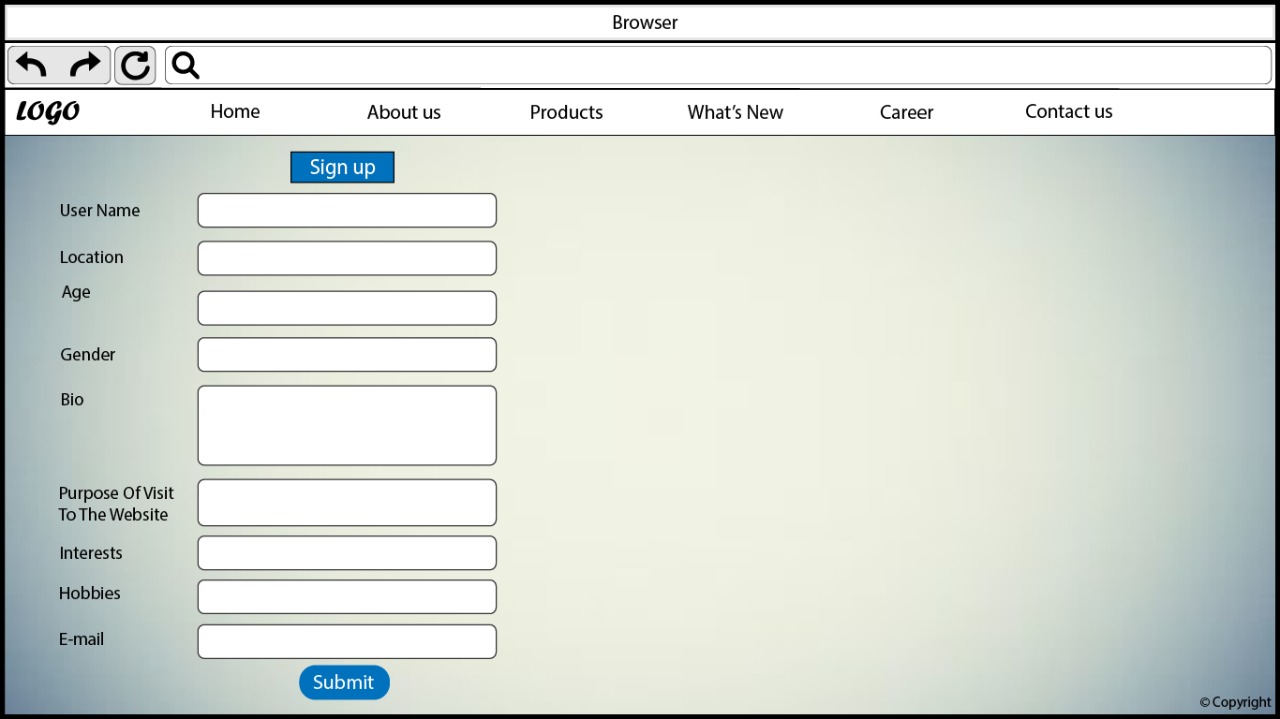 Browser
LOGO Home About us Products What's New Career Contact us
Sign up
User Name
Location
Age
Gender
Bio
Purpose Of Visit
To The Website
Interests
Hobbies
E-mail
Submit
© Copyright